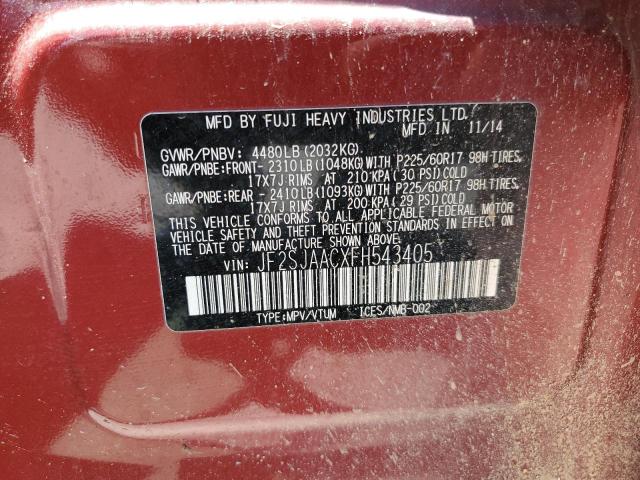 MFD BY FUJI HEAVY INDUSTRIES LTD.
MFD IN 11/14
GVWR/PNBV: 4480LB(2032KG)
GAWR/PNBE:FRONT-2310LB(1048KG)WITH P225/60R17 98H TIRES,
17X7J RIMS AT 210 KPA(30 PSI)COLD
GAWR/PNBE:REAR -2410LB(1093KG)WITH P225/60R17 98H TIRES,
17X7J RIMS AT 200 KPA(29 PSI)COLD
THIS VEHICLE CONFORMS TO ALL APPLICABLE FEDERAL MOTOR
VEHICLE SAFETY AND THEFT PREVENTION STANDARDS IN EFFECT ON
THE DATE OF MANUFACTURE SHOWN ABOVE.
VIN: JF2SJAACXFH543405
TYPE:MPV/VTUM ICES/NMB-002